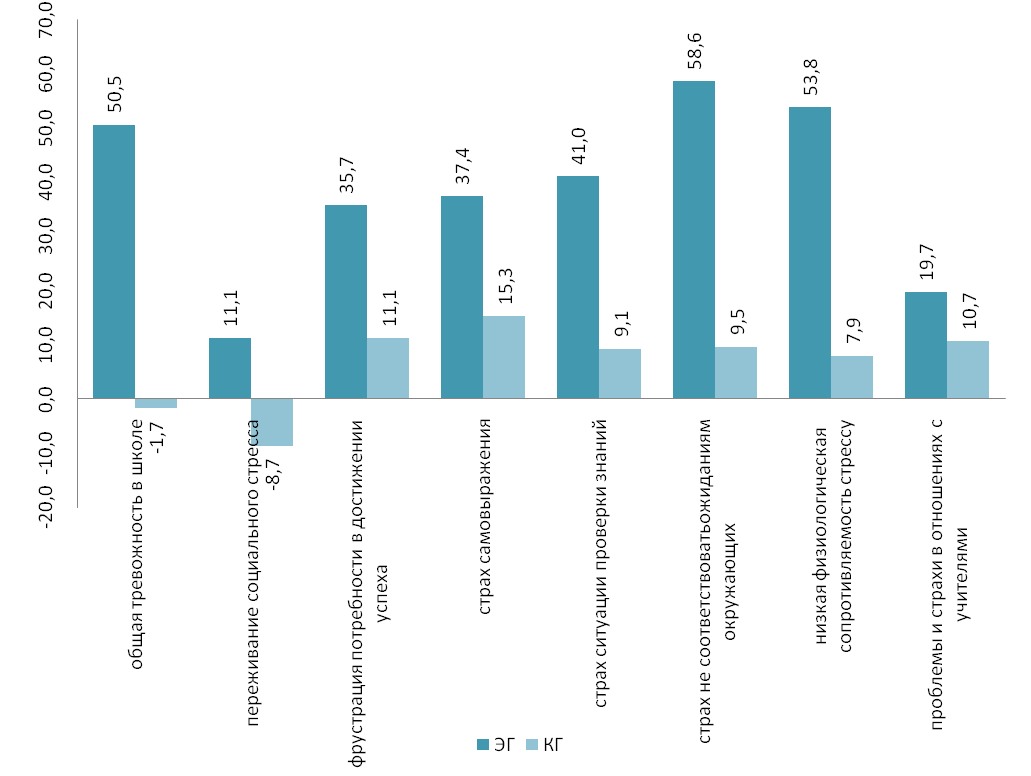 70,0
60,0
50,0
40,0
30,0
20,0
10,0
0,0
-10,0
-20,0
50,5
-1,7
11,1
-8,7
35,7
11,1
37,4
15,3
41,0
9,1
58,6
9,5
53,8
7,9
19,7
10,7
общая тревожность в школе
переживание социального стресса
фрустрация потребности в достижении
успеха
страх самовыражения
страх ситуации проверки знаний
страх не соответствоватьожиданиям
окружающих
низкая физиологическая
сопротивляемость стрессу
проблемы и страхи в отношениях с
учителями
ЭГ
КГ